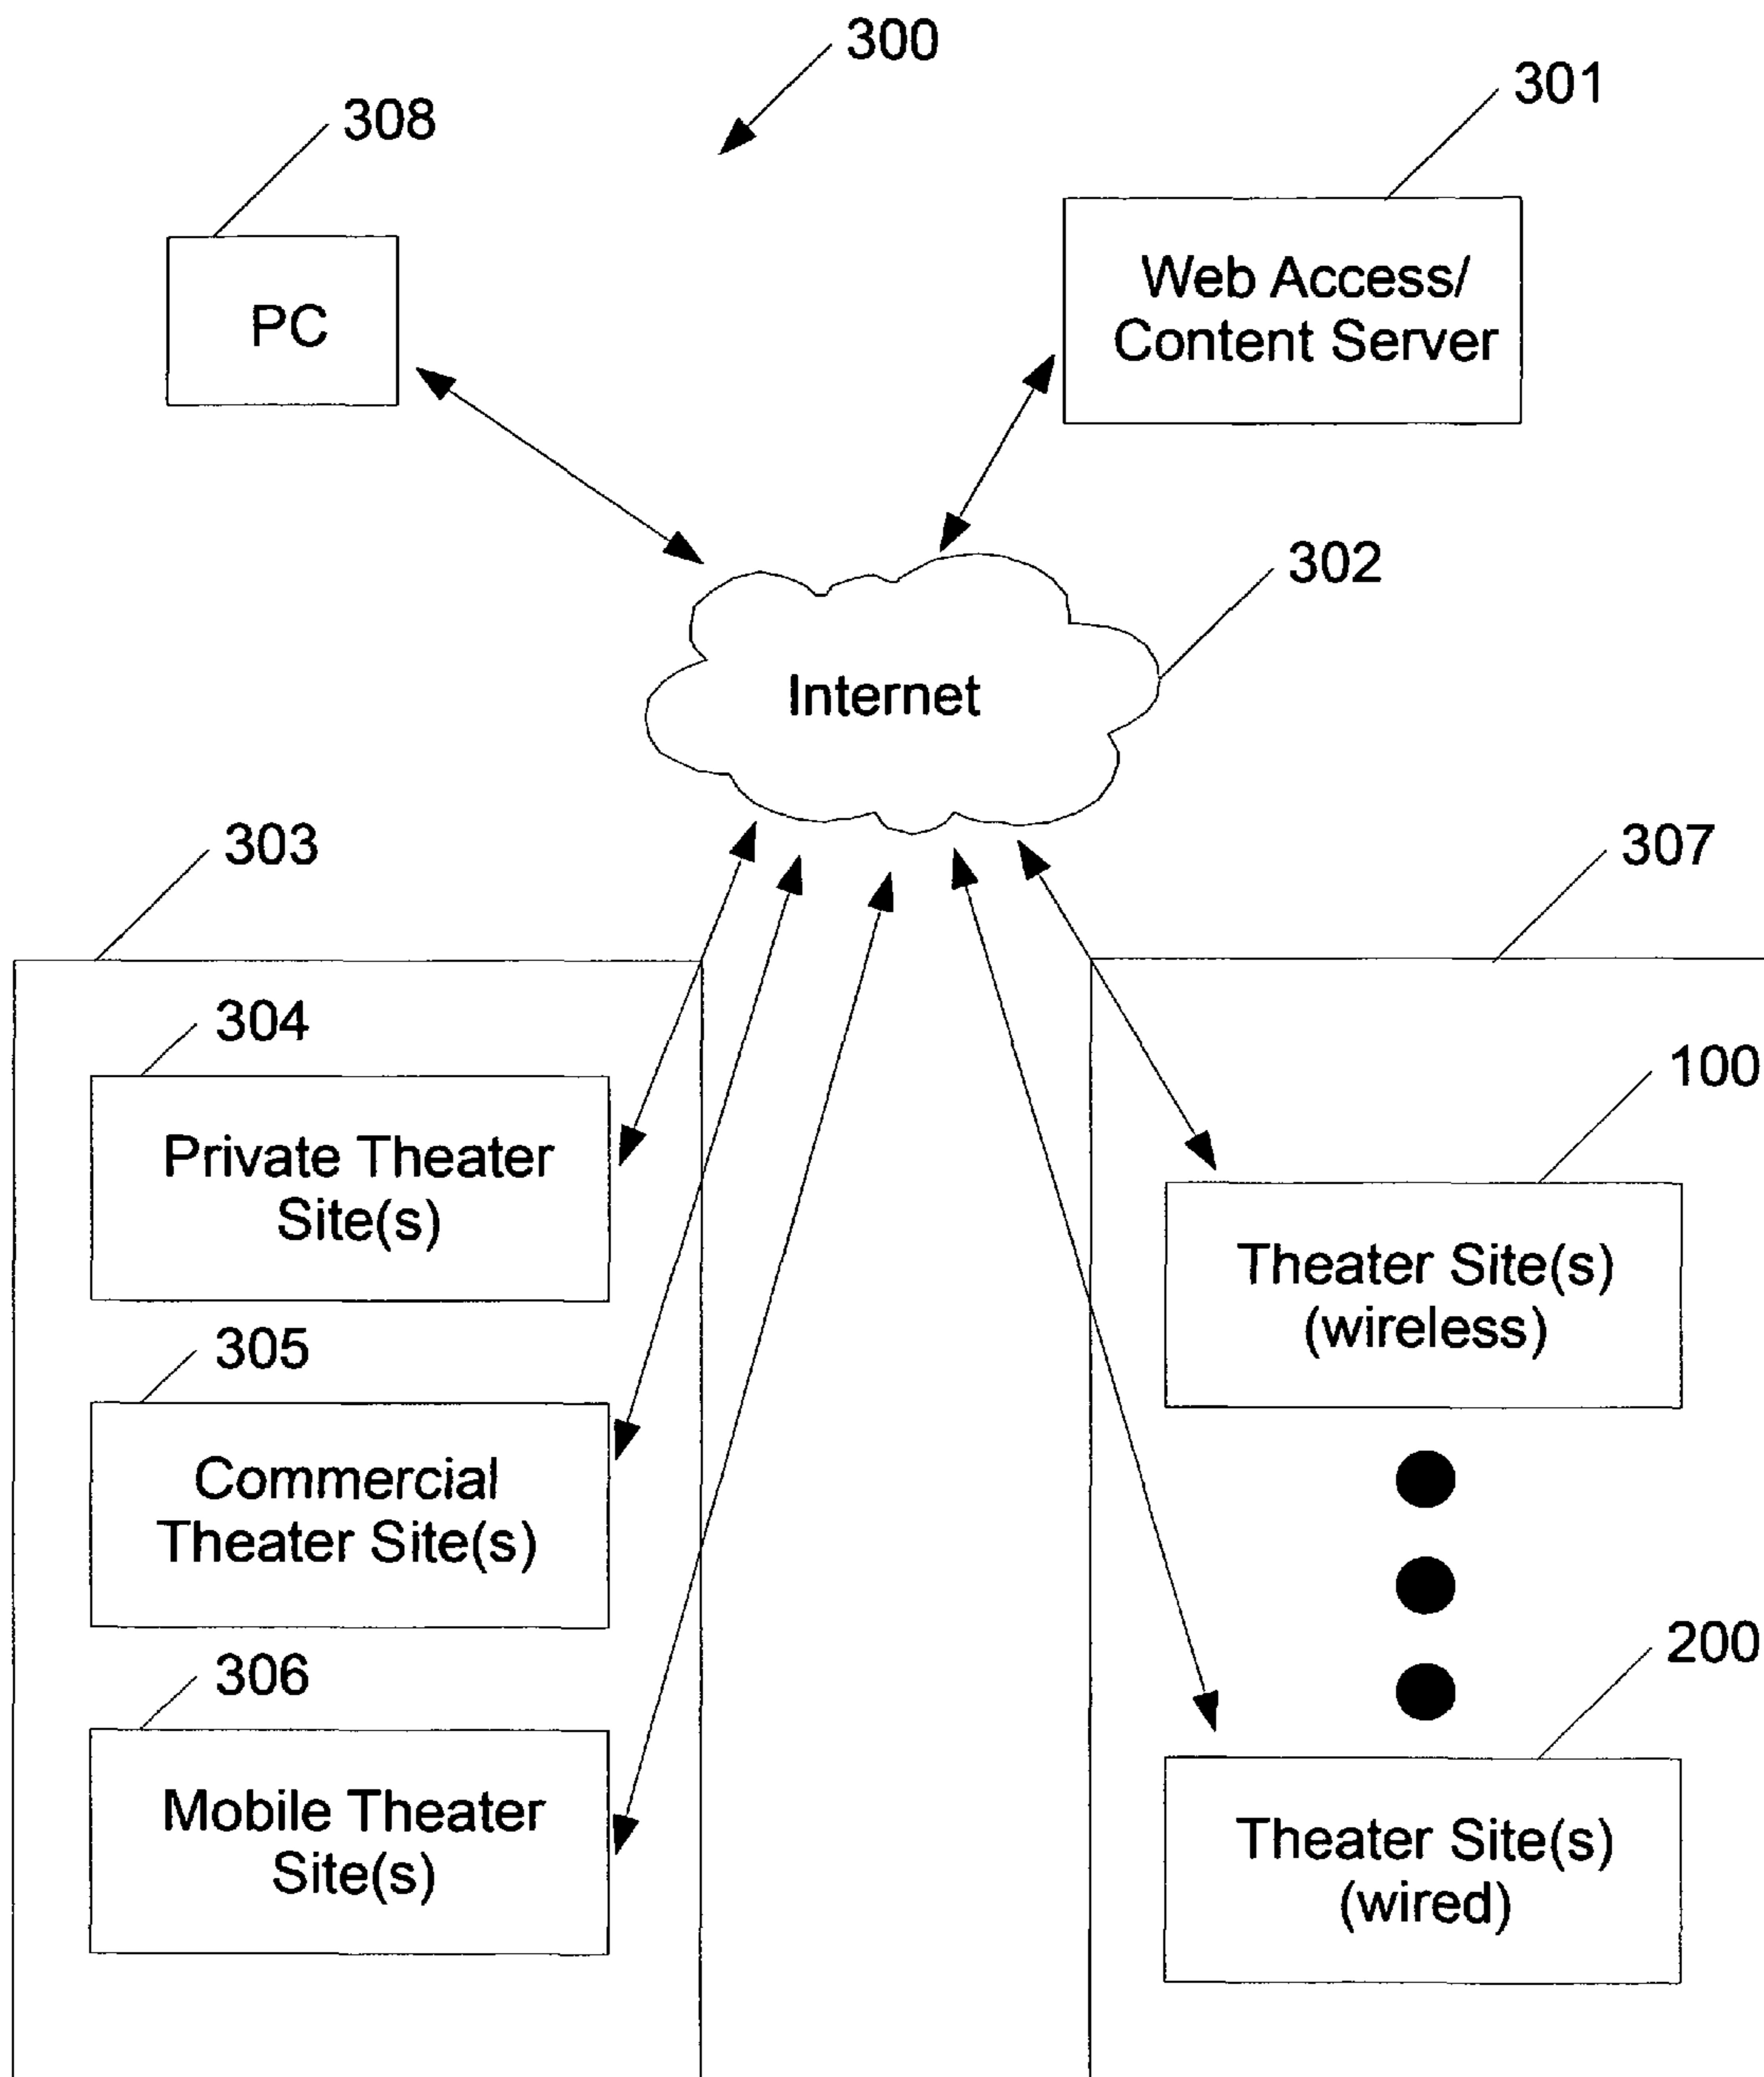 300
301
308
Web Access/
Content Server
PC
302
Internet
303
307
304
100
Private Theater
Site(s)
Theater Site(s)
(wireless)
305
Commercial
Theater Site(s)
200
306
Mobile Theater
Site(s)
Theater Site(s)
(wired)